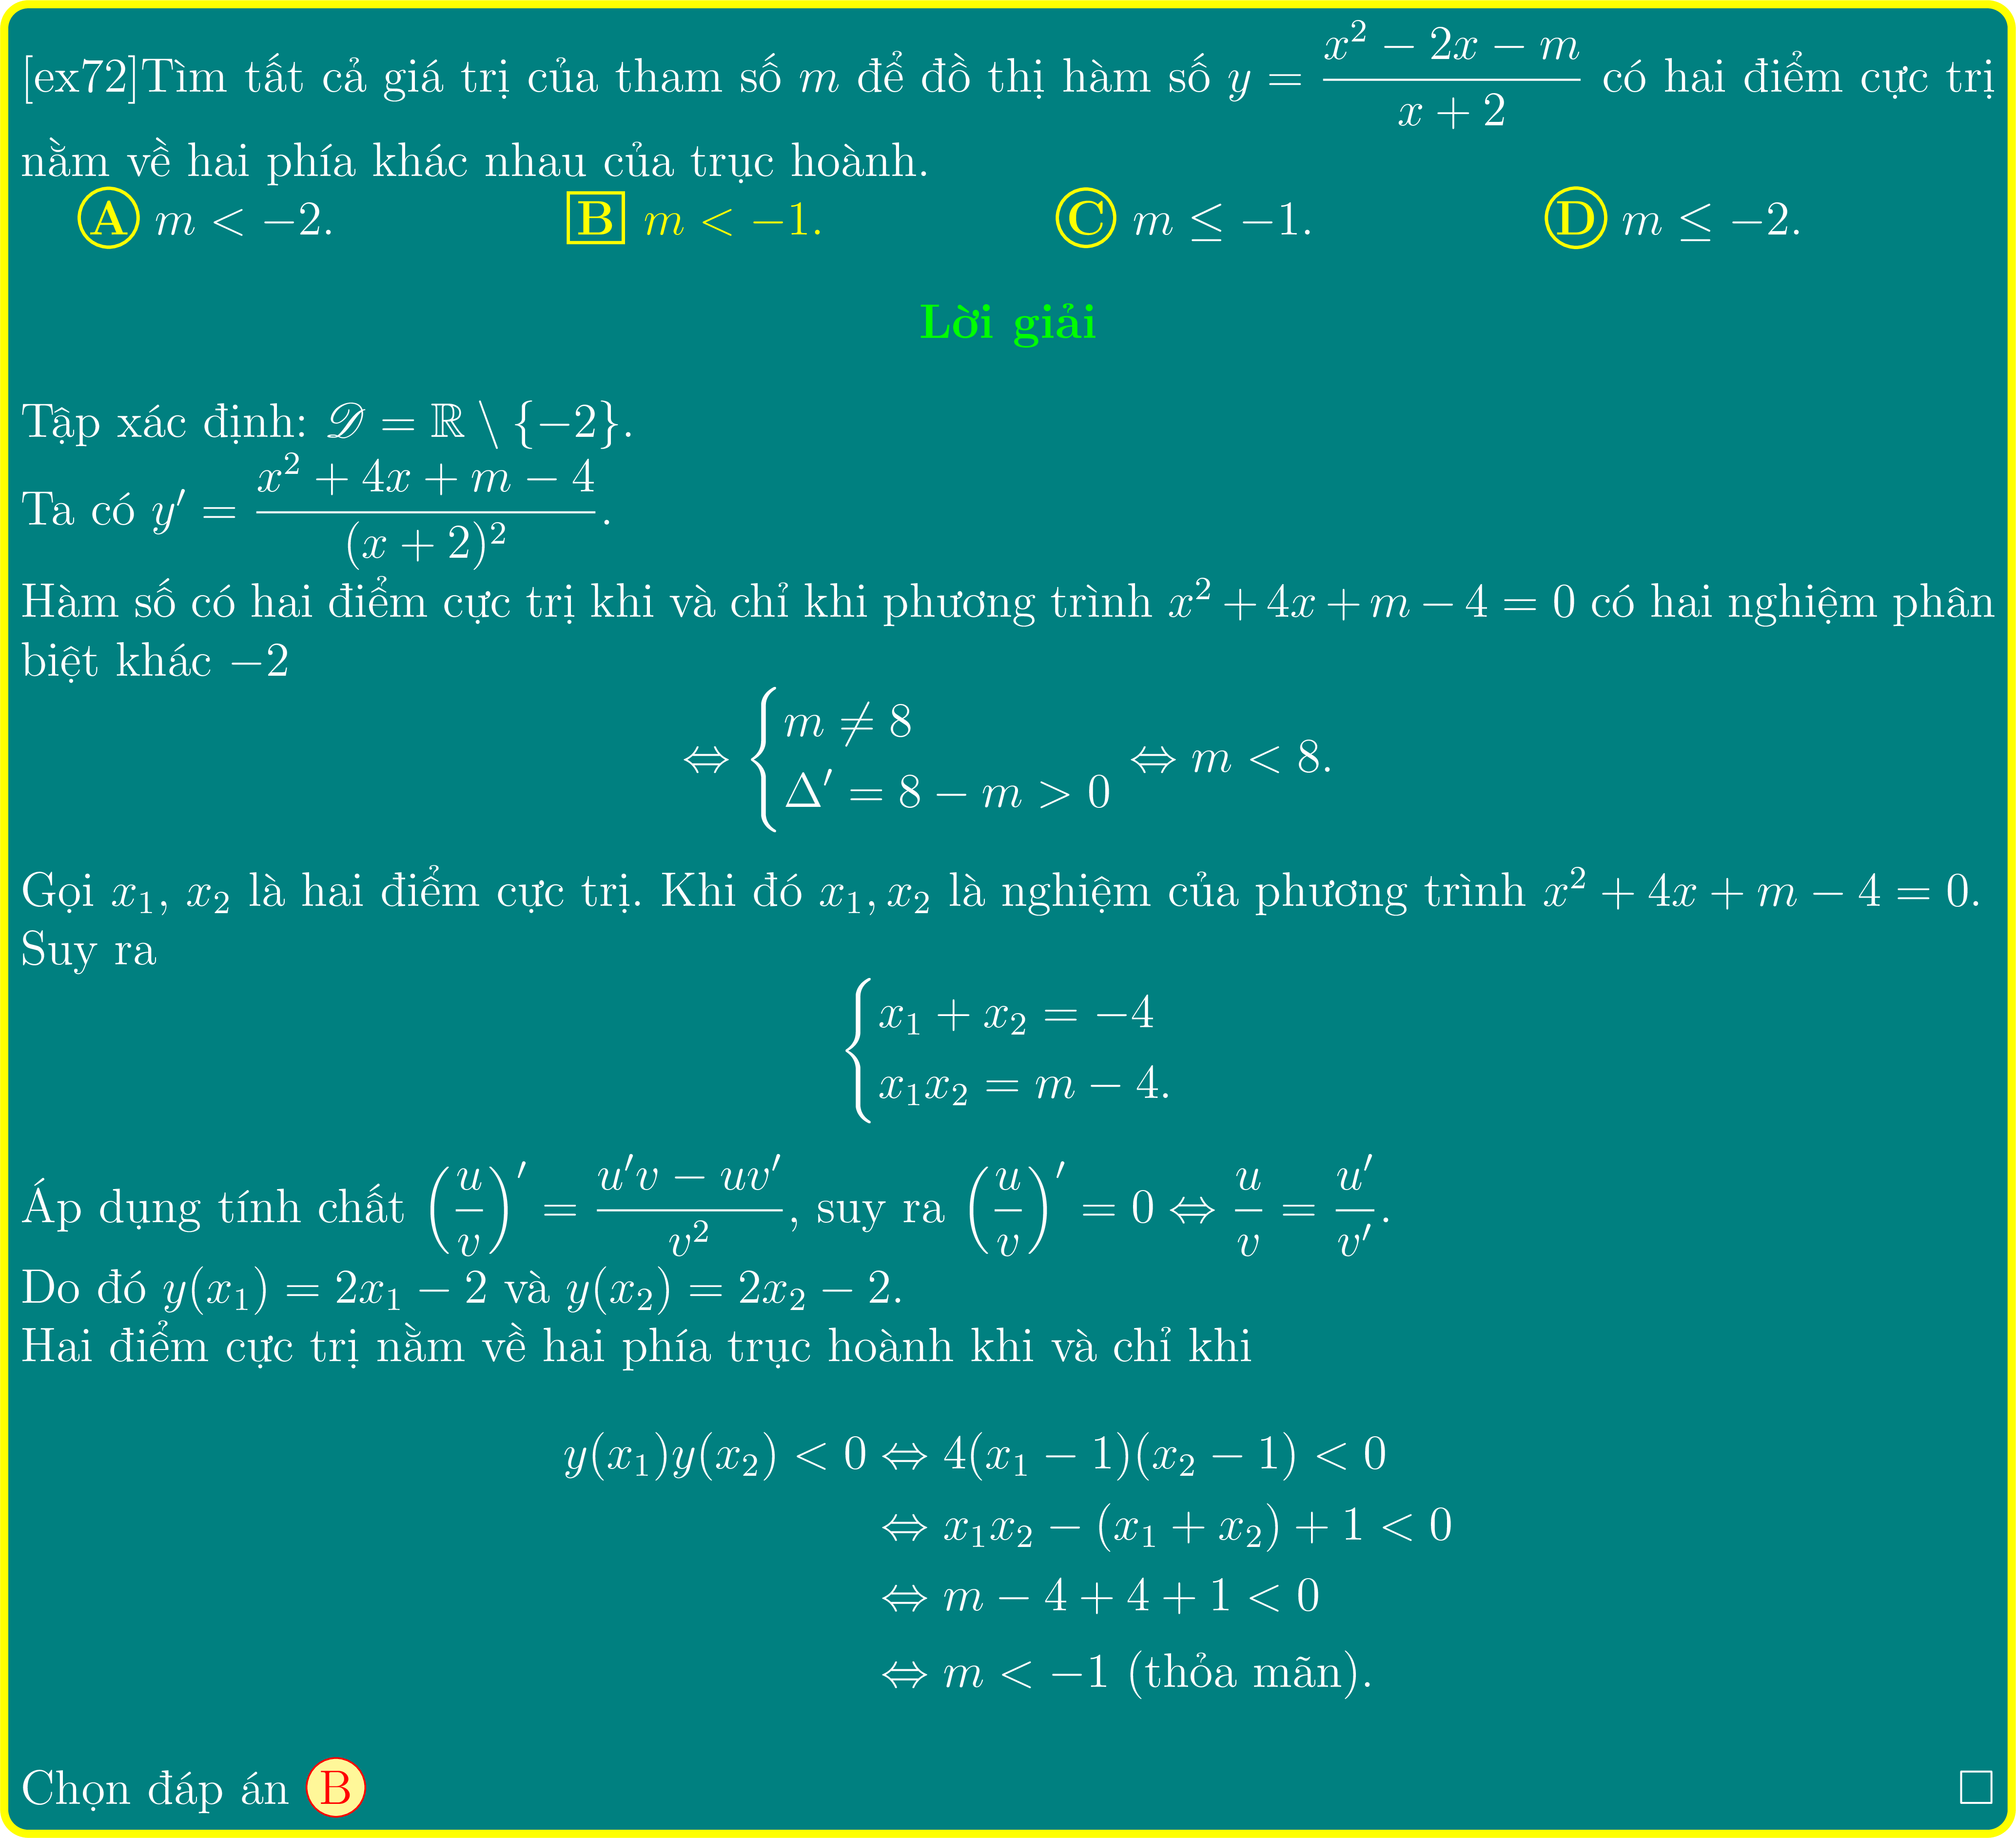 [ex72]Tìm tất cả giá trị của tham số $m$ để đồ thị hàm số $y = \dfrac{x^2 - 2x - m}{x + 2}$ có hai điểm cực trị
nằm về hai phía khác nhau của trục hoành.
A $m < -2$. B $m < -1$. C $m \leq -1$. D $m \leq -2$.
Lời giải
Tập xác định: $\mathscr{D} = \mathbb{R} \setminus \{-2\}$.
Ta có $y' = \dfrac{x^2 + 4x + m - 4}{(x + 2)^2}$.
Hàm số có hai điểm cực trị khi và chỉ khi phương trình $x^2 + 4x + m - 4 = 0$ có hai nghiệm phân
biệt khác $-2$
$\Leftrightarrow \begin{cases} m \neq 8 \\ \Delta' = 8 - m > 0 \end{cases} \Leftrightarrow m < 8.$
Gọi $x_1$, $x_2$ là hai điểm cực trị. Khi đó $x_1, x_2$ là nghiệm của phương trình $x^2 + 4x + m - 4 = 0$.
Suy ra
$\begin{cases} x_1 + x_2 = -4 \\ x_1x_2 = m - 4. \end{cases}$
Áp dụng tính chất $\left(\dfrac{u}{v}\right)' = \dfrac{u'v - uv'}{v^2}$, suy ra $\left(\dfrac{u}{v}\right)' = 0 \Leftrightarrow \dfrac{u}{v} = \dfrac{u'}{v'}$.
Do đó $y(x_1) = 2x_1 - 2$ và $y(x_2) = 2x_2 - 2$.
Hai điểm cực trị nằm về hai phía trục hoành khi và chỉ khi
$y(x_1)y(x_2) < 0 \Leftrightarrow 4(x_1 - 1)(x_2 - 1) < 0$
$\Leftrightarrow x_1x_2 - (x_1 + x_2) + 1 < 0$
$\Leftrightarrow m - 4 + 4 + 1 < 0$
$\Leftrightarrow m < -1$ (thỏa mãn).
Chọn đáp án B □